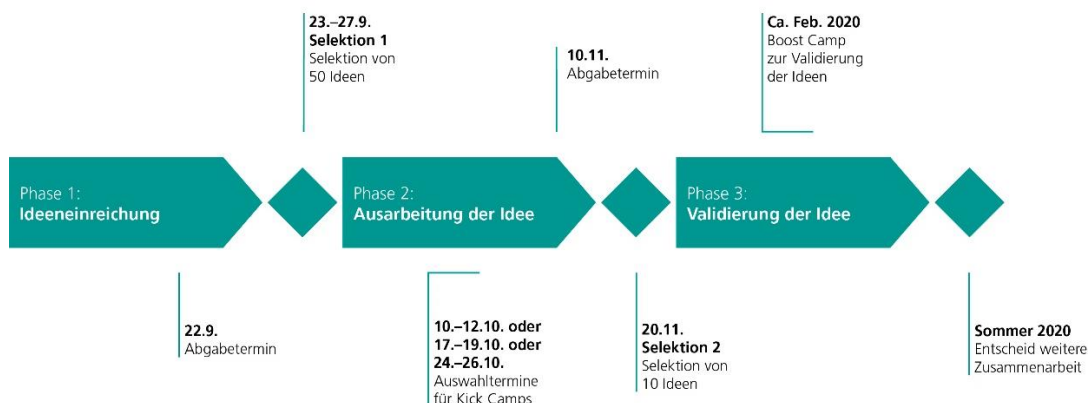 23.–27.9.
Selektion 1
Selektion von
50 Ideen
10.11.
Abgabetermin
Ca. Feb. 2020
Boost Camp
zur Validierung
der Ideen
Phase 1:
Ideeneinreichung
Phase 2:
Ausarbeitung der Idee
Phase 3:
Validierung der Idee
22.9.
Abgabetermin
10.–12.10. oder
17.–19.10. oder
24.–26.10.
Auswahltermine
für Kick Camps
20.11.
Selektion 2
Selektion von
10 Ideen
Sommer 2020
Entscheid weitere
Zusammenarbeit